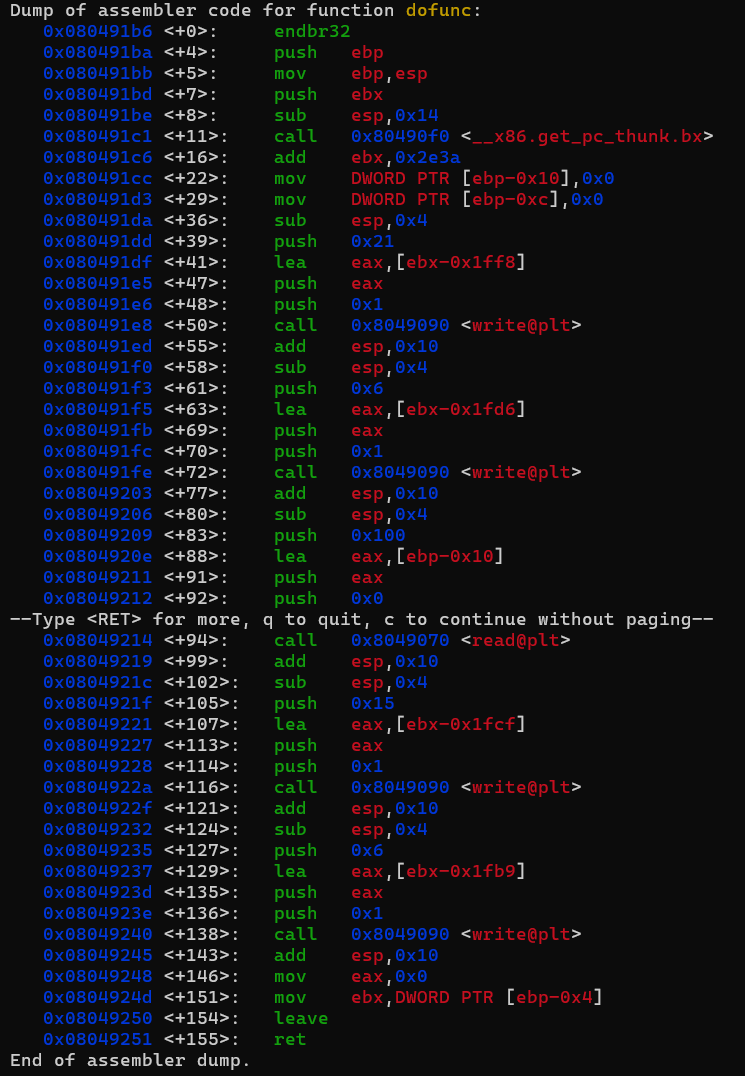 Dump of assembler code for function dofunc:
   0x080491b6 <+0>:     endbr32
   0x080491ba <+4>:     push   ebp
   0x080491bb <+5>:     mov    ebp,esp
   0x080491bd <+7>:     push   ebx
   0x080491be <+8>:     sub    esp,0x14
   0x080491c1 <+11>:    call   0x80490f0 <__x86.get_pc_thunk.bx>
   0x080491c6 <+16>:    add    ebx,0x2e3a
   0x080491cc <+22>:    mov    DWORD PTR [ebp-0x10],0x0
   0x080491d3 <+29>:    mov    DWORD PTR [ebp-0xc],0x0
   0x080491da <+36>:    sub    esp,0x4
   0x080491dd <+39>:    push   0x21
   0x080491df <+41>:    lea    eax,[ebx-0x1ff8]
   0x080491e5 <+47>:    push   eax
   0x080491e6 <+48>:    push   0x1
   0x080491e8 <+50>:    call   0x8049090 <write@plt>
   0x080491ed <+55>:    add    esp,0x10
   0x080491f0 <+58>:    sub    esp,0x4
   0x080491f3 <+61>:    push   0x6
   0x080491f5 <+63>:    lea    eax,[ebx-0x1fd6]
   0x080491fb <+69>:    push   eax
   0x080491fc <+70>:    push   0x1
   0x080491fe <+72>:    call   0x8049090 <write@plt>
   0x08049203 <+77>:    add    esp,0x10
   0x08049206 <+80>:    sub    esp,0x4
   0x08049209 <+83>:    push   0x100
   0x0804920e <+88>:    lea    eax,[ebp-0x10]
   0x08049211 <+91>:    push   eax
   0x08049212 <+92>:    push   0x0
--Type <RET> for more, q to quit, c to continue without paging--
   0x08049214 <+94>:    call   0x8049070 <read@plt>
   0x08049219 <+99>:    add    esp,0x10
   0x0804921c <+102>:   sub    esp,0x4
   0x0804921f <+105>:   push   0x15
   0x08049221 <+107>:   lea    eax,[ebx-0x1fcf]
   0x08049227 <+113>:   push   eax
   0x08049228 <+114>:   push   0x1
   0x0804922a <+116>:   call   0x8049090 <write@plt>
   0x0804922f <+121>:   add    esp,0x10
   0x08049232 <+124>:   sub    esp,0x4
   0x08049235 <+127>:   push   0x6
   0x08049237 <+129>:   lea    eax,[ebx-0x1fb9]
   0x0804923d <+135>:   push   eax
   0x0804923e <+136>:   push   0x1
   0x08049240 <+138>:   call   0x8049090 <write@plt>
   0x08049245 <+143>:   add    esp,0x10
   0x08049248 <+146>:   mov    eax,0x0
   0x0804924d <+151>:   mov    ebx,DWORD PTR [ebp-0x4]
   0x08049250 <+154>:   leave
   0x08049251 <+155>:   ret
End of assembler dump.